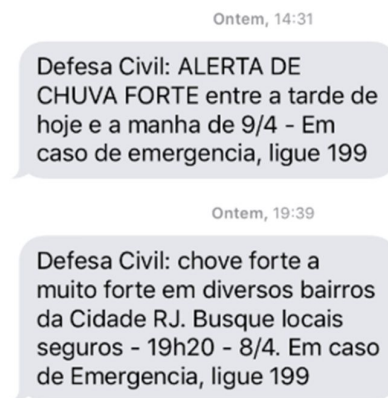 Ontem, 14:31
Defesa Civil: ALERTA DE
CHUVA FORTE entre a tarde de
hoje e a manha de 9/4 - Em
caso de emergencia, ligue 199
Ontem, 19:39
Defesa Civil: chove forte a
muito forte em diversos bairros
da Cidade RJ. Busque locais
seguros - 19h20 - 8/4. Em caso
de Emergencia, ligue 199